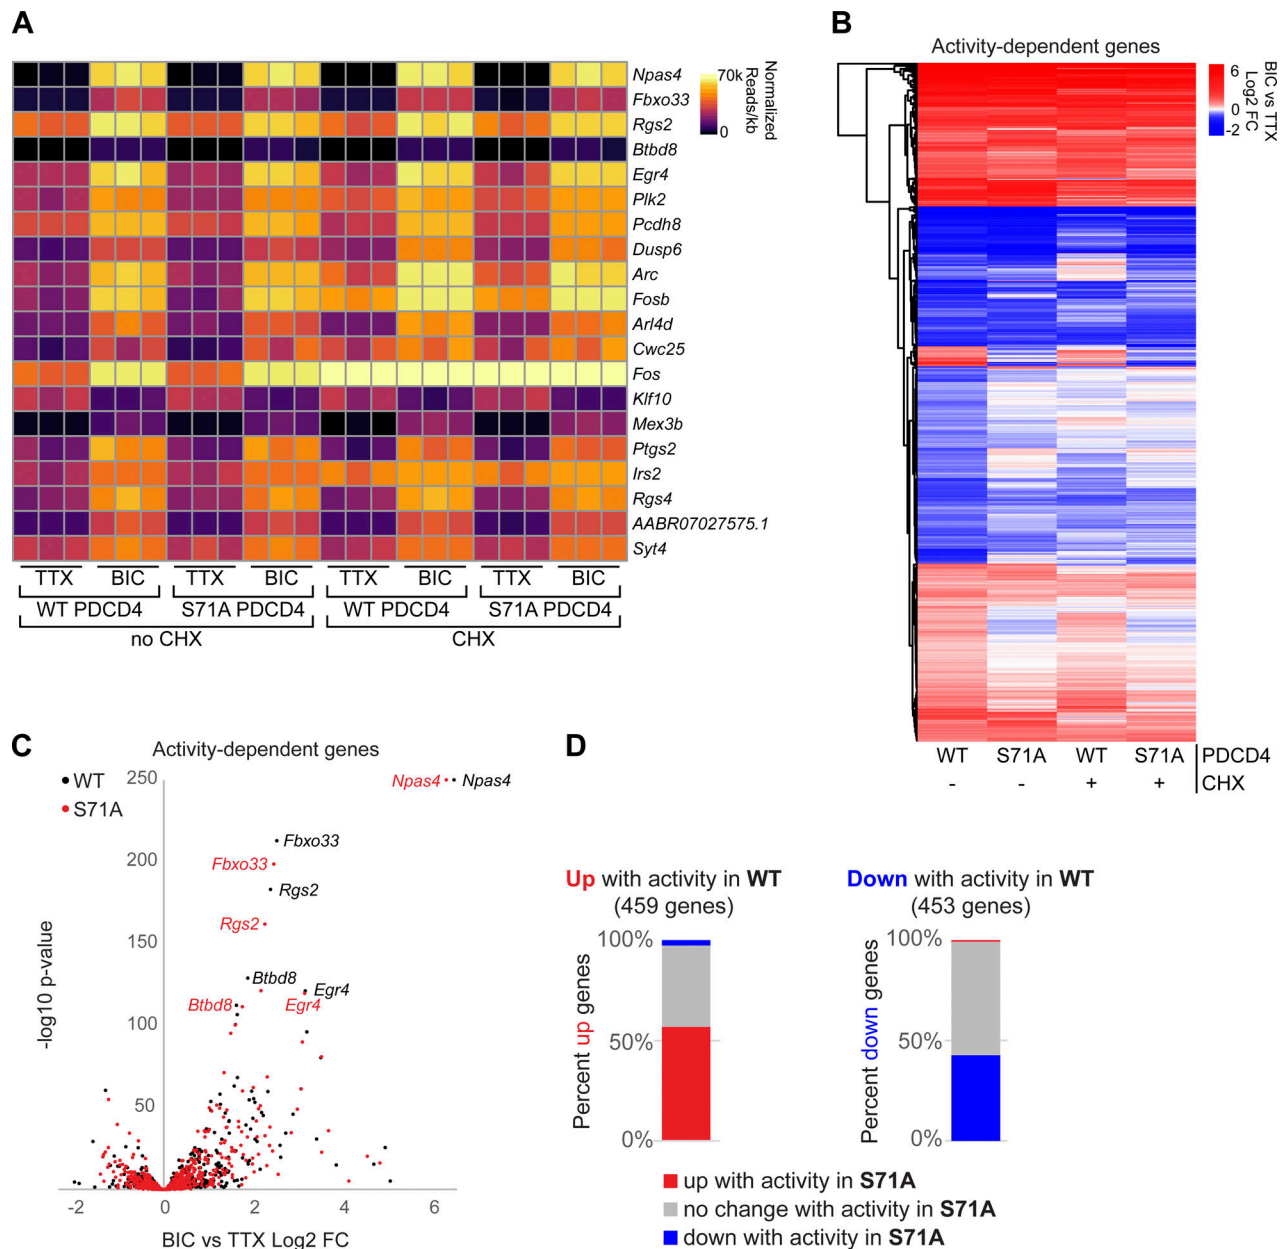 A
Npas4
Fbxo33
Rgs2
Btbd8
Egr4
Plk2
Pcdh8
Dusp6
Arc
Fosb
Arl4d
Cwc25
Fos
Klf10
Mex3b
Ptgs2
Irs2
Rgs4
AABR07027575.1
Syt4
70k
0
Normalized
Reads/kb
TTX BIC TTX BIC TTX BIC TTX BIC
WT PDCD4 S71A PDCD4 WT PDCD4 S71A PDCD4
no CHX CHX
B
Activity-dependent genes
6
0
-2
BIC vs TTX
Log2 FC
WT S71A WT S71A PDCD4
- - + + CHX
C
Activity-dependent genes
WT
S71A
250
200
150
100
50
-log10 p-value
Npas4 Npas4
Fbxo33
Fbxo33
Rgs2
Rgs2
Btbd8
Egr4
Btbd8
Egr4
-2 0 2 4 6
BIC vs TTX Log2 FC
D
Up with activity in WT
(459 genes)
100%
50%
0%
Percent up genes
Down with activity in WT
(453 genes)
100%
50%
0%
Percent down genes
up with activity in S71A
no change with activity in S71A
down with activity in S71A